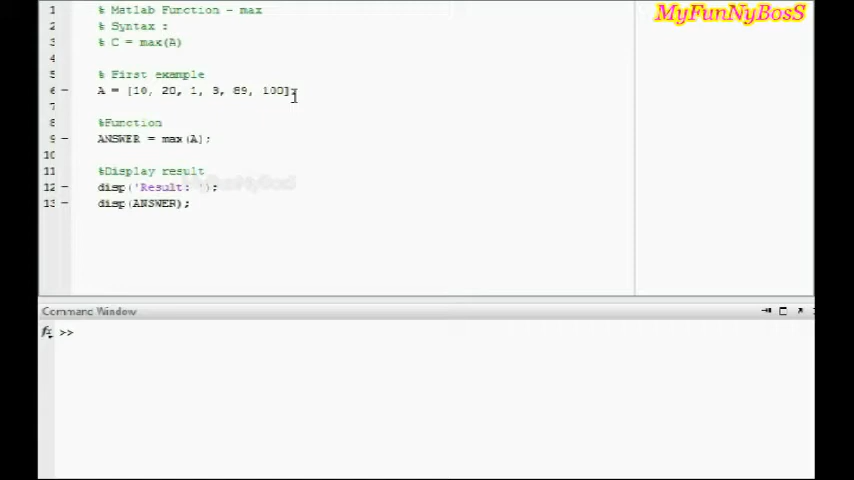 MyFunNyBosS
1 % Matlab Function - max
2 % Syntax :
3 % C = max(A)
4
5 % First example
6 - A = [10, 20, 1, 3, 89, 100];
7
8 %Function
9 - ANSWER = max(A);
10
11 %Display result
12 - disp('Result: ');
13 - disp(ANSWER);
MyFunNyBosS
Command Window
fx >>